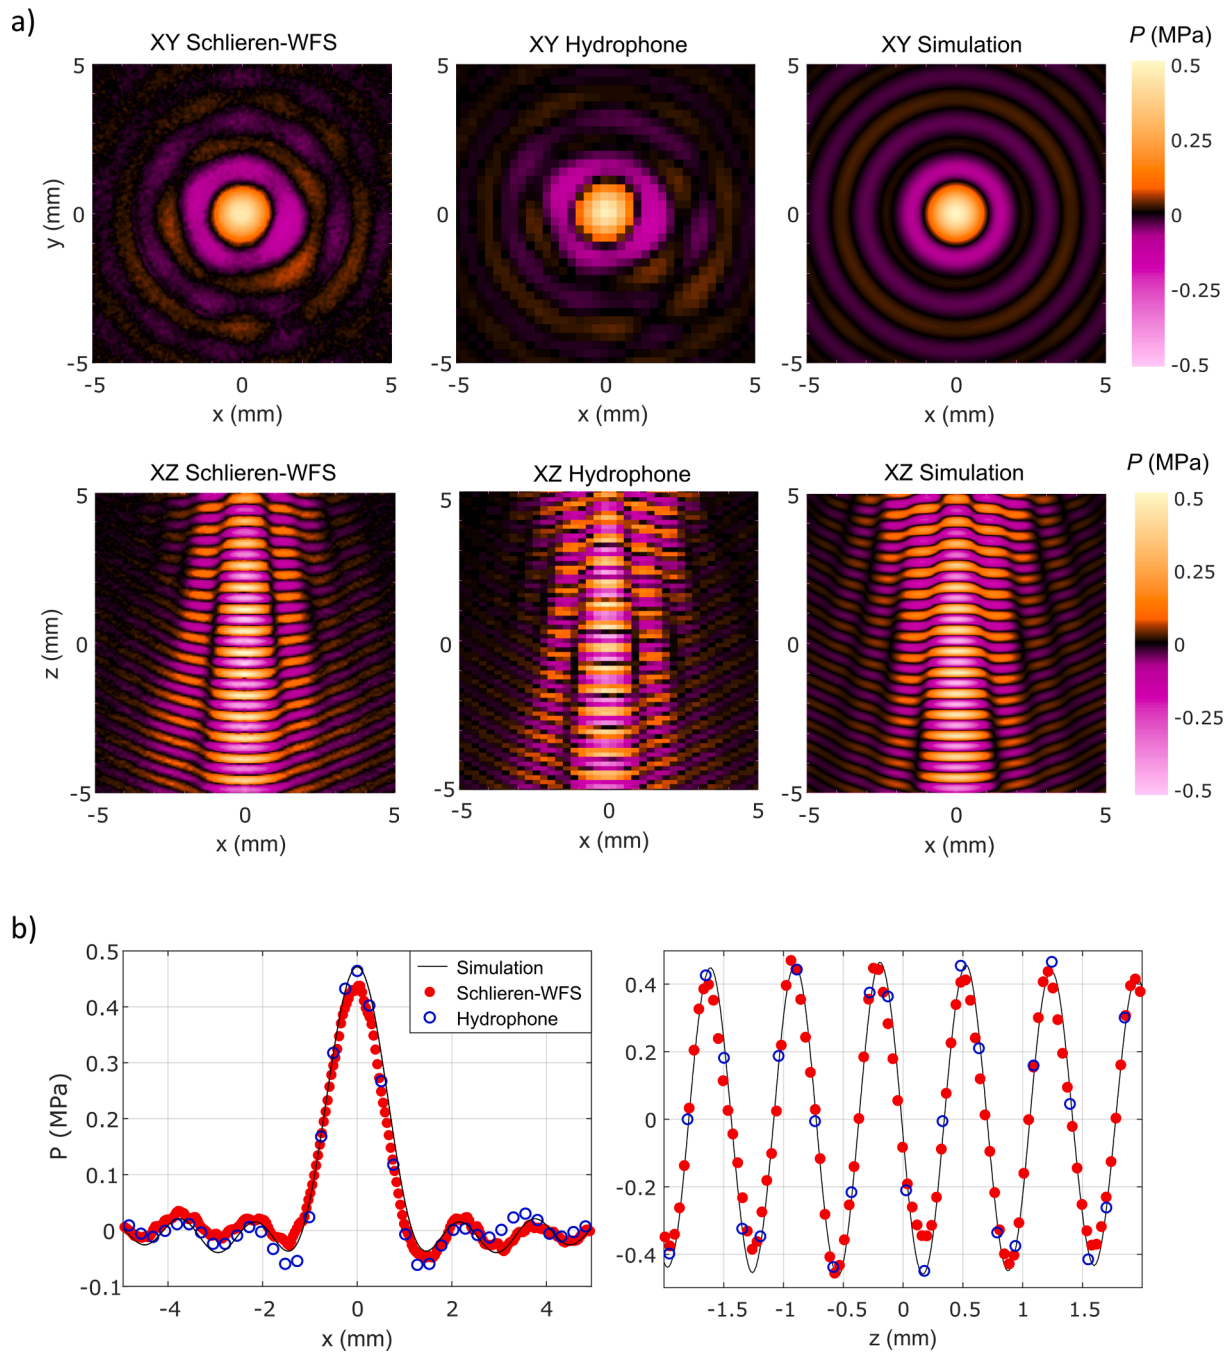 a)
XY Schlieren-WFS
XY Hydrophone
XY Simulation
P (MPa)
5
0
-5
y (mm)
-5
0
5
x (mm)
5
-5
-5
0
5
x (mm)
5
0
-5
-5
0
5
x (mm)
0.5
0.25
0
-0.25
-0.5
XZ Schlieren-WFS
XZ Hydrophone
XZ Simulation
P (MPa)
5
0
-5
z (mm)
-5
0
5
x (mm)
5
0
-5
-5
0
5
x (mm)
5
0
-5
-5
0
5
x (mm)
0.5
0.25
0
-0.25
-0.5
b)
0.5
0.4
0.3
0.2
0.1
0
-0.1
P (MPa)
-4
-2
0
2
4
x (mm)
Simulation
Schlieren-WFS
Hydrophone
0.4
0.2
0
-0.2
-0.4
-1.5
-1
-0.5
0
0.5
1
1.5
z (mm)